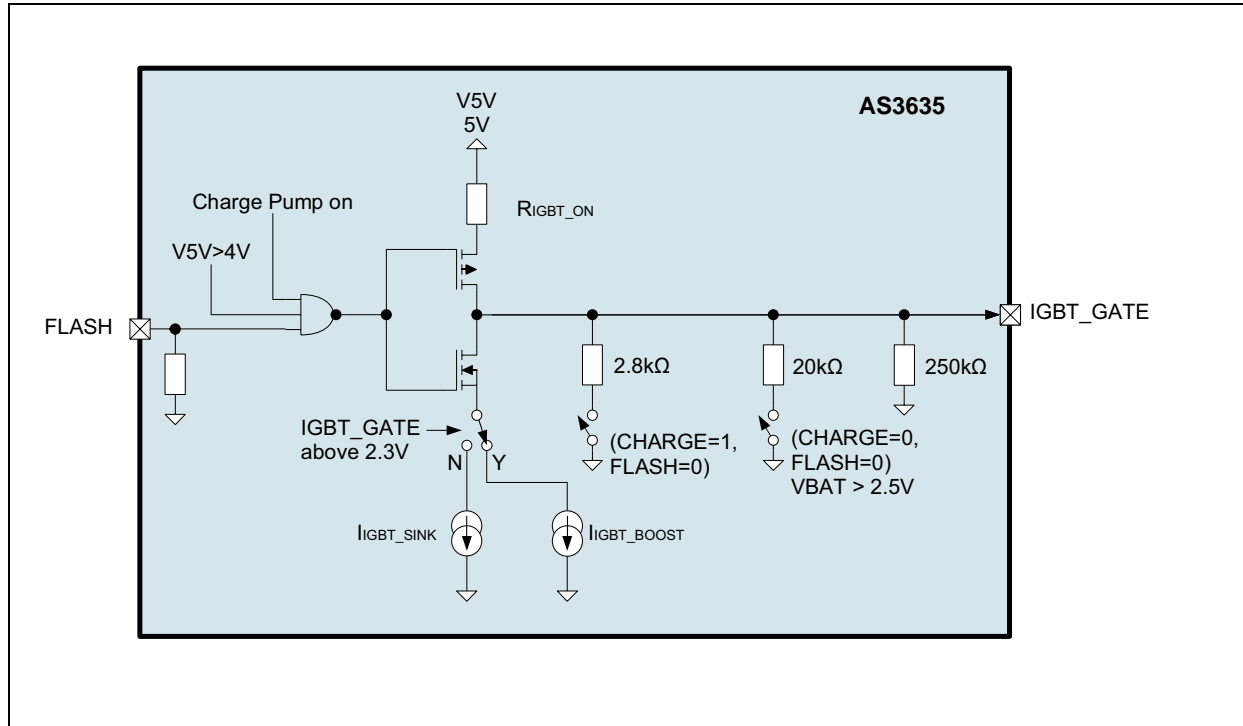 AS3635
V5V
5V
Charge Pump on
RIGBT_ON
V5V>4V
FLASH
IGBT_GATE
2.8kΩ
20kΩ
250kΩ
IGBT_GATE
above 2.3V
N
Y
(CHARGE=1,
FLASH=0)
(CHARGE=0,
FLASH=0)
VBAT > 2.5V
IIGBT_SINK
IIGBT_BOOST